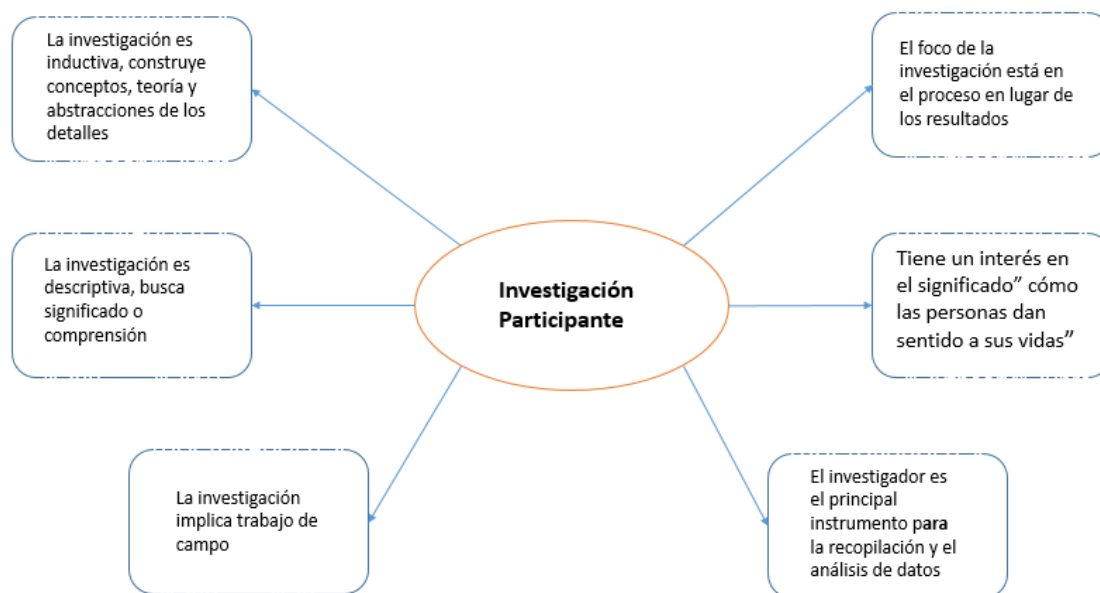 La investigación es
inductiva, construye
conceptos, teoría y
abstracciones de los
detalles
El foco de la
investigación está en
el proceso en lugar de
los resultados
La investigación es
descriptiva, busca
significado o
comprensión
Investigación
Participante
Tiene un interés en
el significado” cómo
las personas dan
sentido a sus vidas”
La investigación
implica trabajo de
campo
El investigador es
el principal
instrumento para
la recopilación y el
análisis de datos